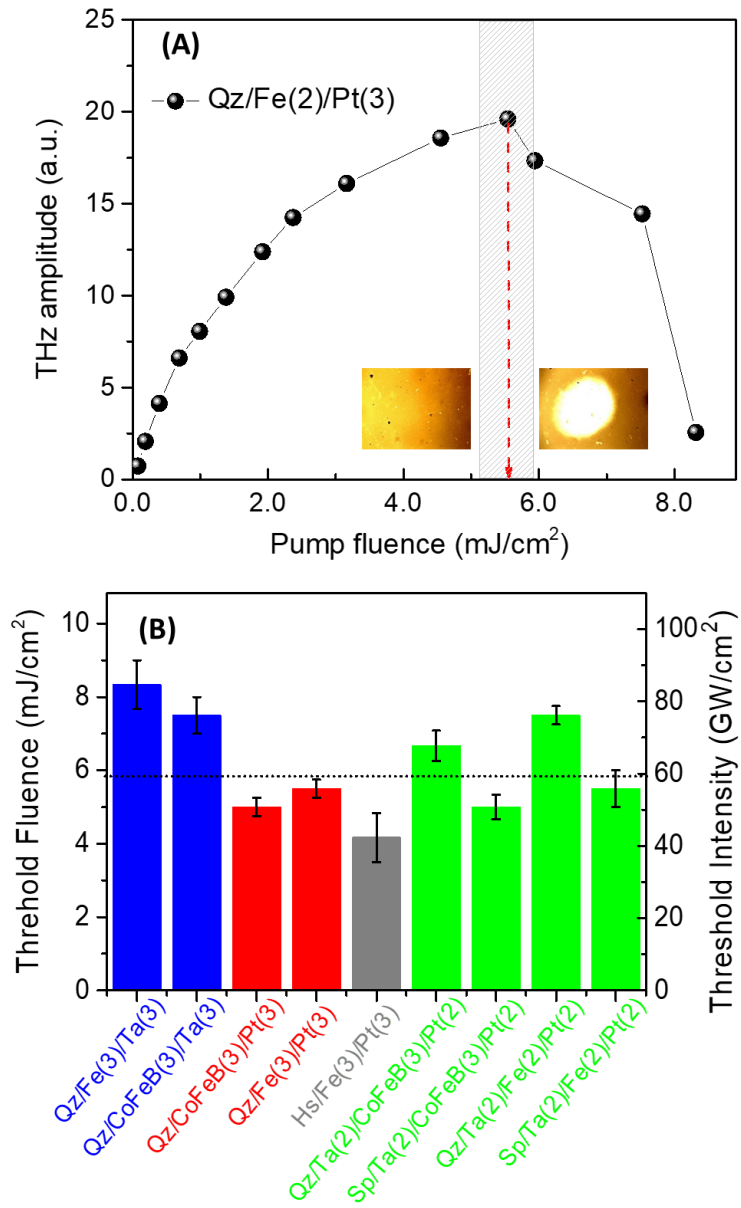 (A)
Qz/Fe(2)/Pt(3)
THz amplitude (a.u.)
25
20
15
10
5
0
0.0 2.0 4.0 6.0 8.0
Pump fluence (mJ/cm²)
(B)
Threhold Fluence (mJ/cm²)
10
8
6
4
2
0
Threshold Intensity (GW/cm²)
100
80
60
40
20
0
Qz/Fe(3)/Ta(3)
Qz/CoFeB(3)/Ta(3)
Qz/CoFeB(3)/Pt(3)
Qz/Fe(3)/Pt(3)
Hs/Fe(3)/Pt(3)
Qz/Ta(2)/CoFeB(3)/Pt(2)
Sp/Ta(2)/CoFeB(3)/Pt(2)
Qz/Ta(2)/Fe(2)/Pt(2)
Sp/Ta(2)/Fe(2)/Pt(2)